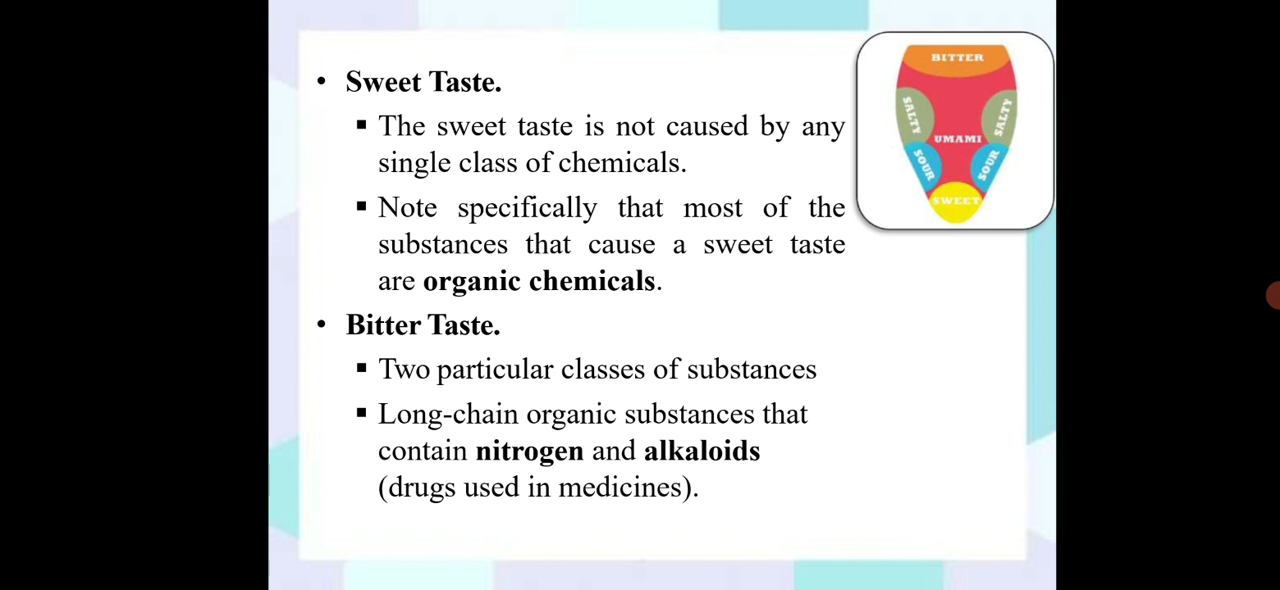 • Sweet Taste.
▪ The sweet taste is not caused by any
single class of chemicals.
▪ Note specifically that most of the
substances that cause a sweet taste
are organic chemicals.
• Bitter Taste.
▪ Two particular classes of substances
▪ Long-chain organic substances that
contain nitrogen and alkaloids
(drugs used in medicines).
BITTER
SALTY
SALTY
UMAMI
SOUR
SOUR
SWEET